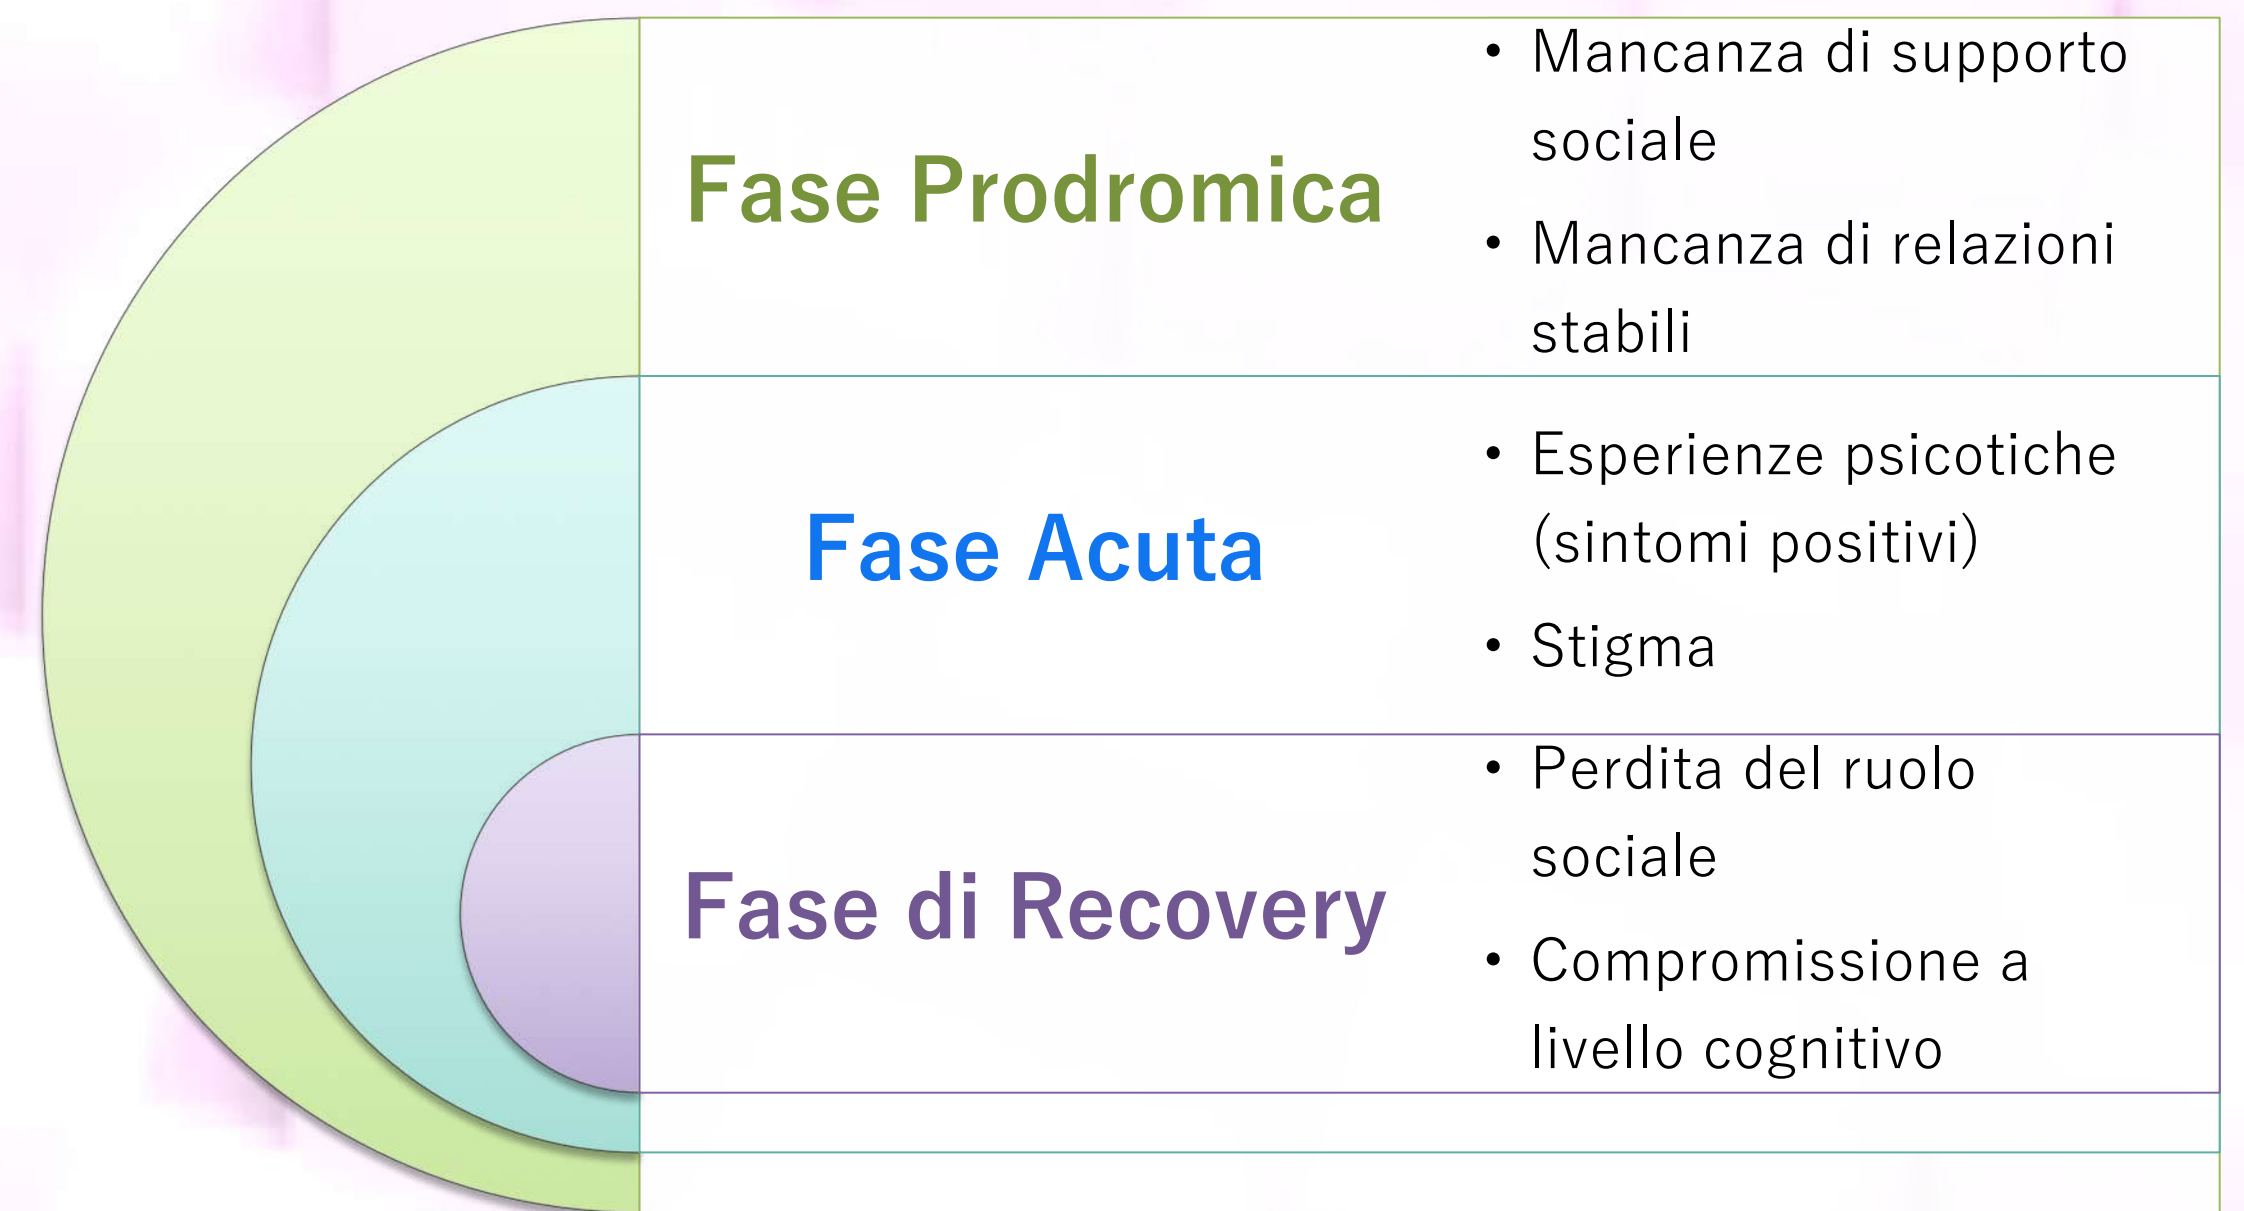 Fase Prodromica
• Mancanza di supporto
sociale
• Mancanza di relazioni
stabili
Fase Acuta
• Esperienze psicotiche
(sintomi positivi)
• Stigma
Fase di Recovery
• Perdita del ruolo
sociale
• Compromissione a
livello cognitivo